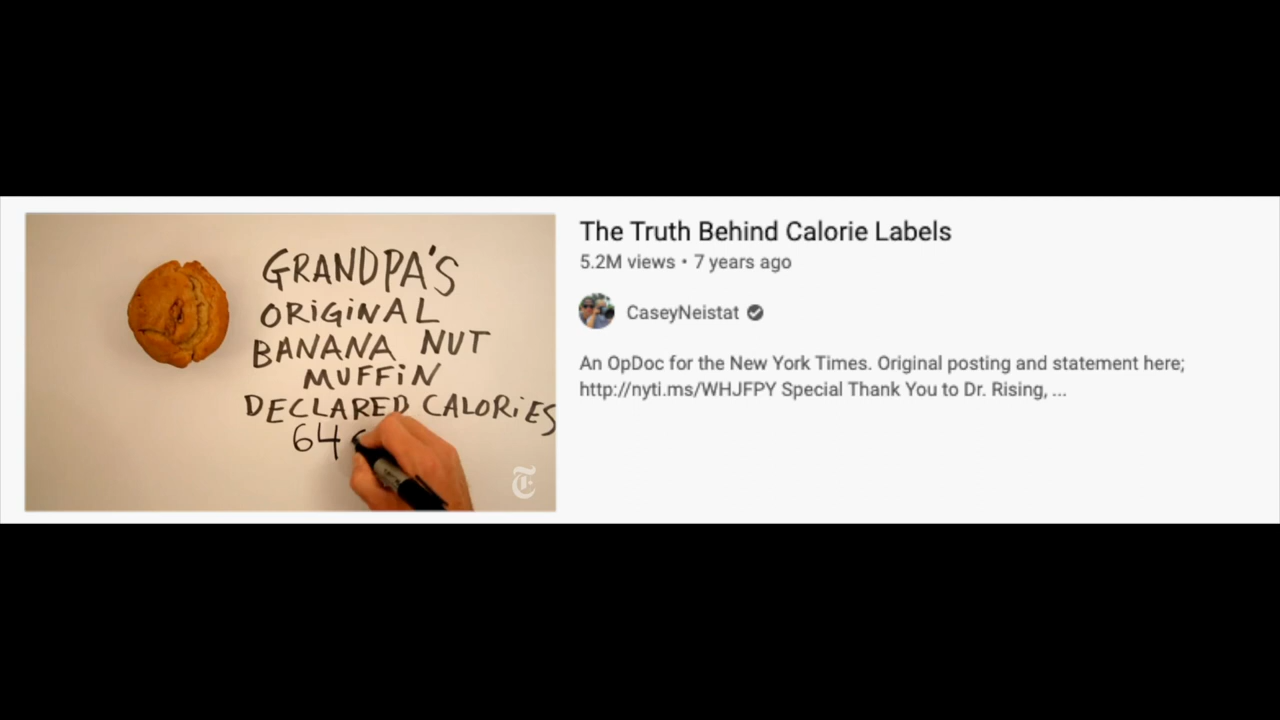 GRANDPA'S
ORIGINAL
BANANA NUT
MUFFIN
DECLARED CALORIES
64
The Truth Behind Calorie Labels
5.2M views • 7 years ago
CaseyNeistat
An OpDoc for the New York Times. Original posting and statement here;
http://nyti.ms/WHJFPY Special Thank You to Dr. Rising, ...